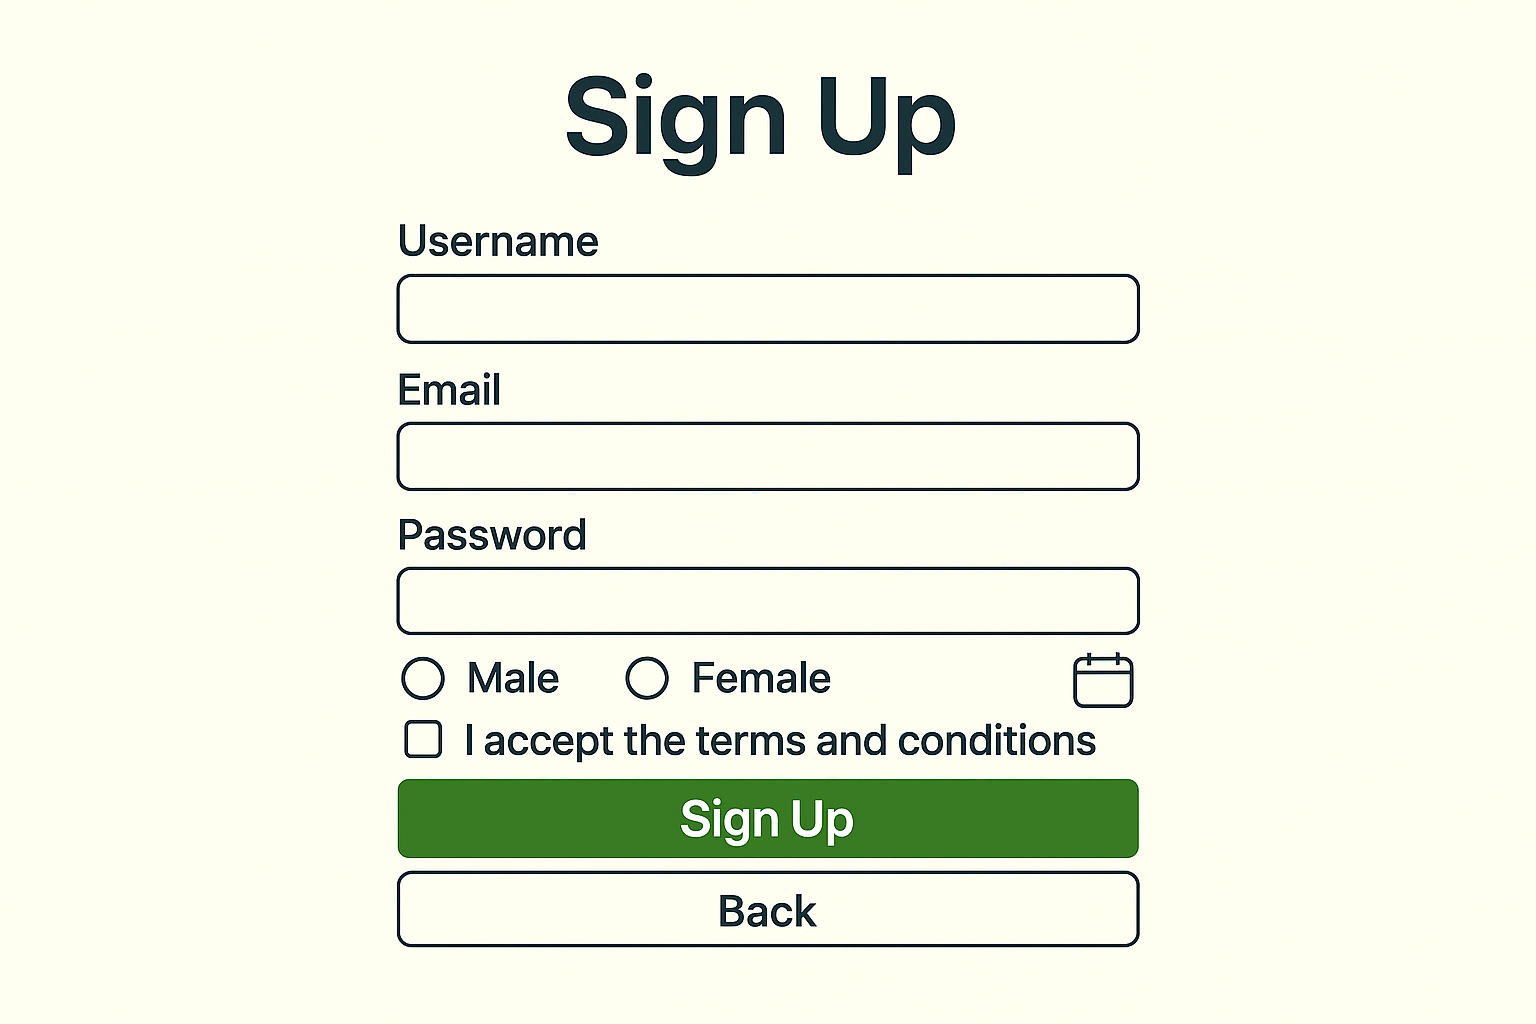 Sign Up
Username
Email
Password
Male Female
I accept the terms and conditions
Sign Up
Back